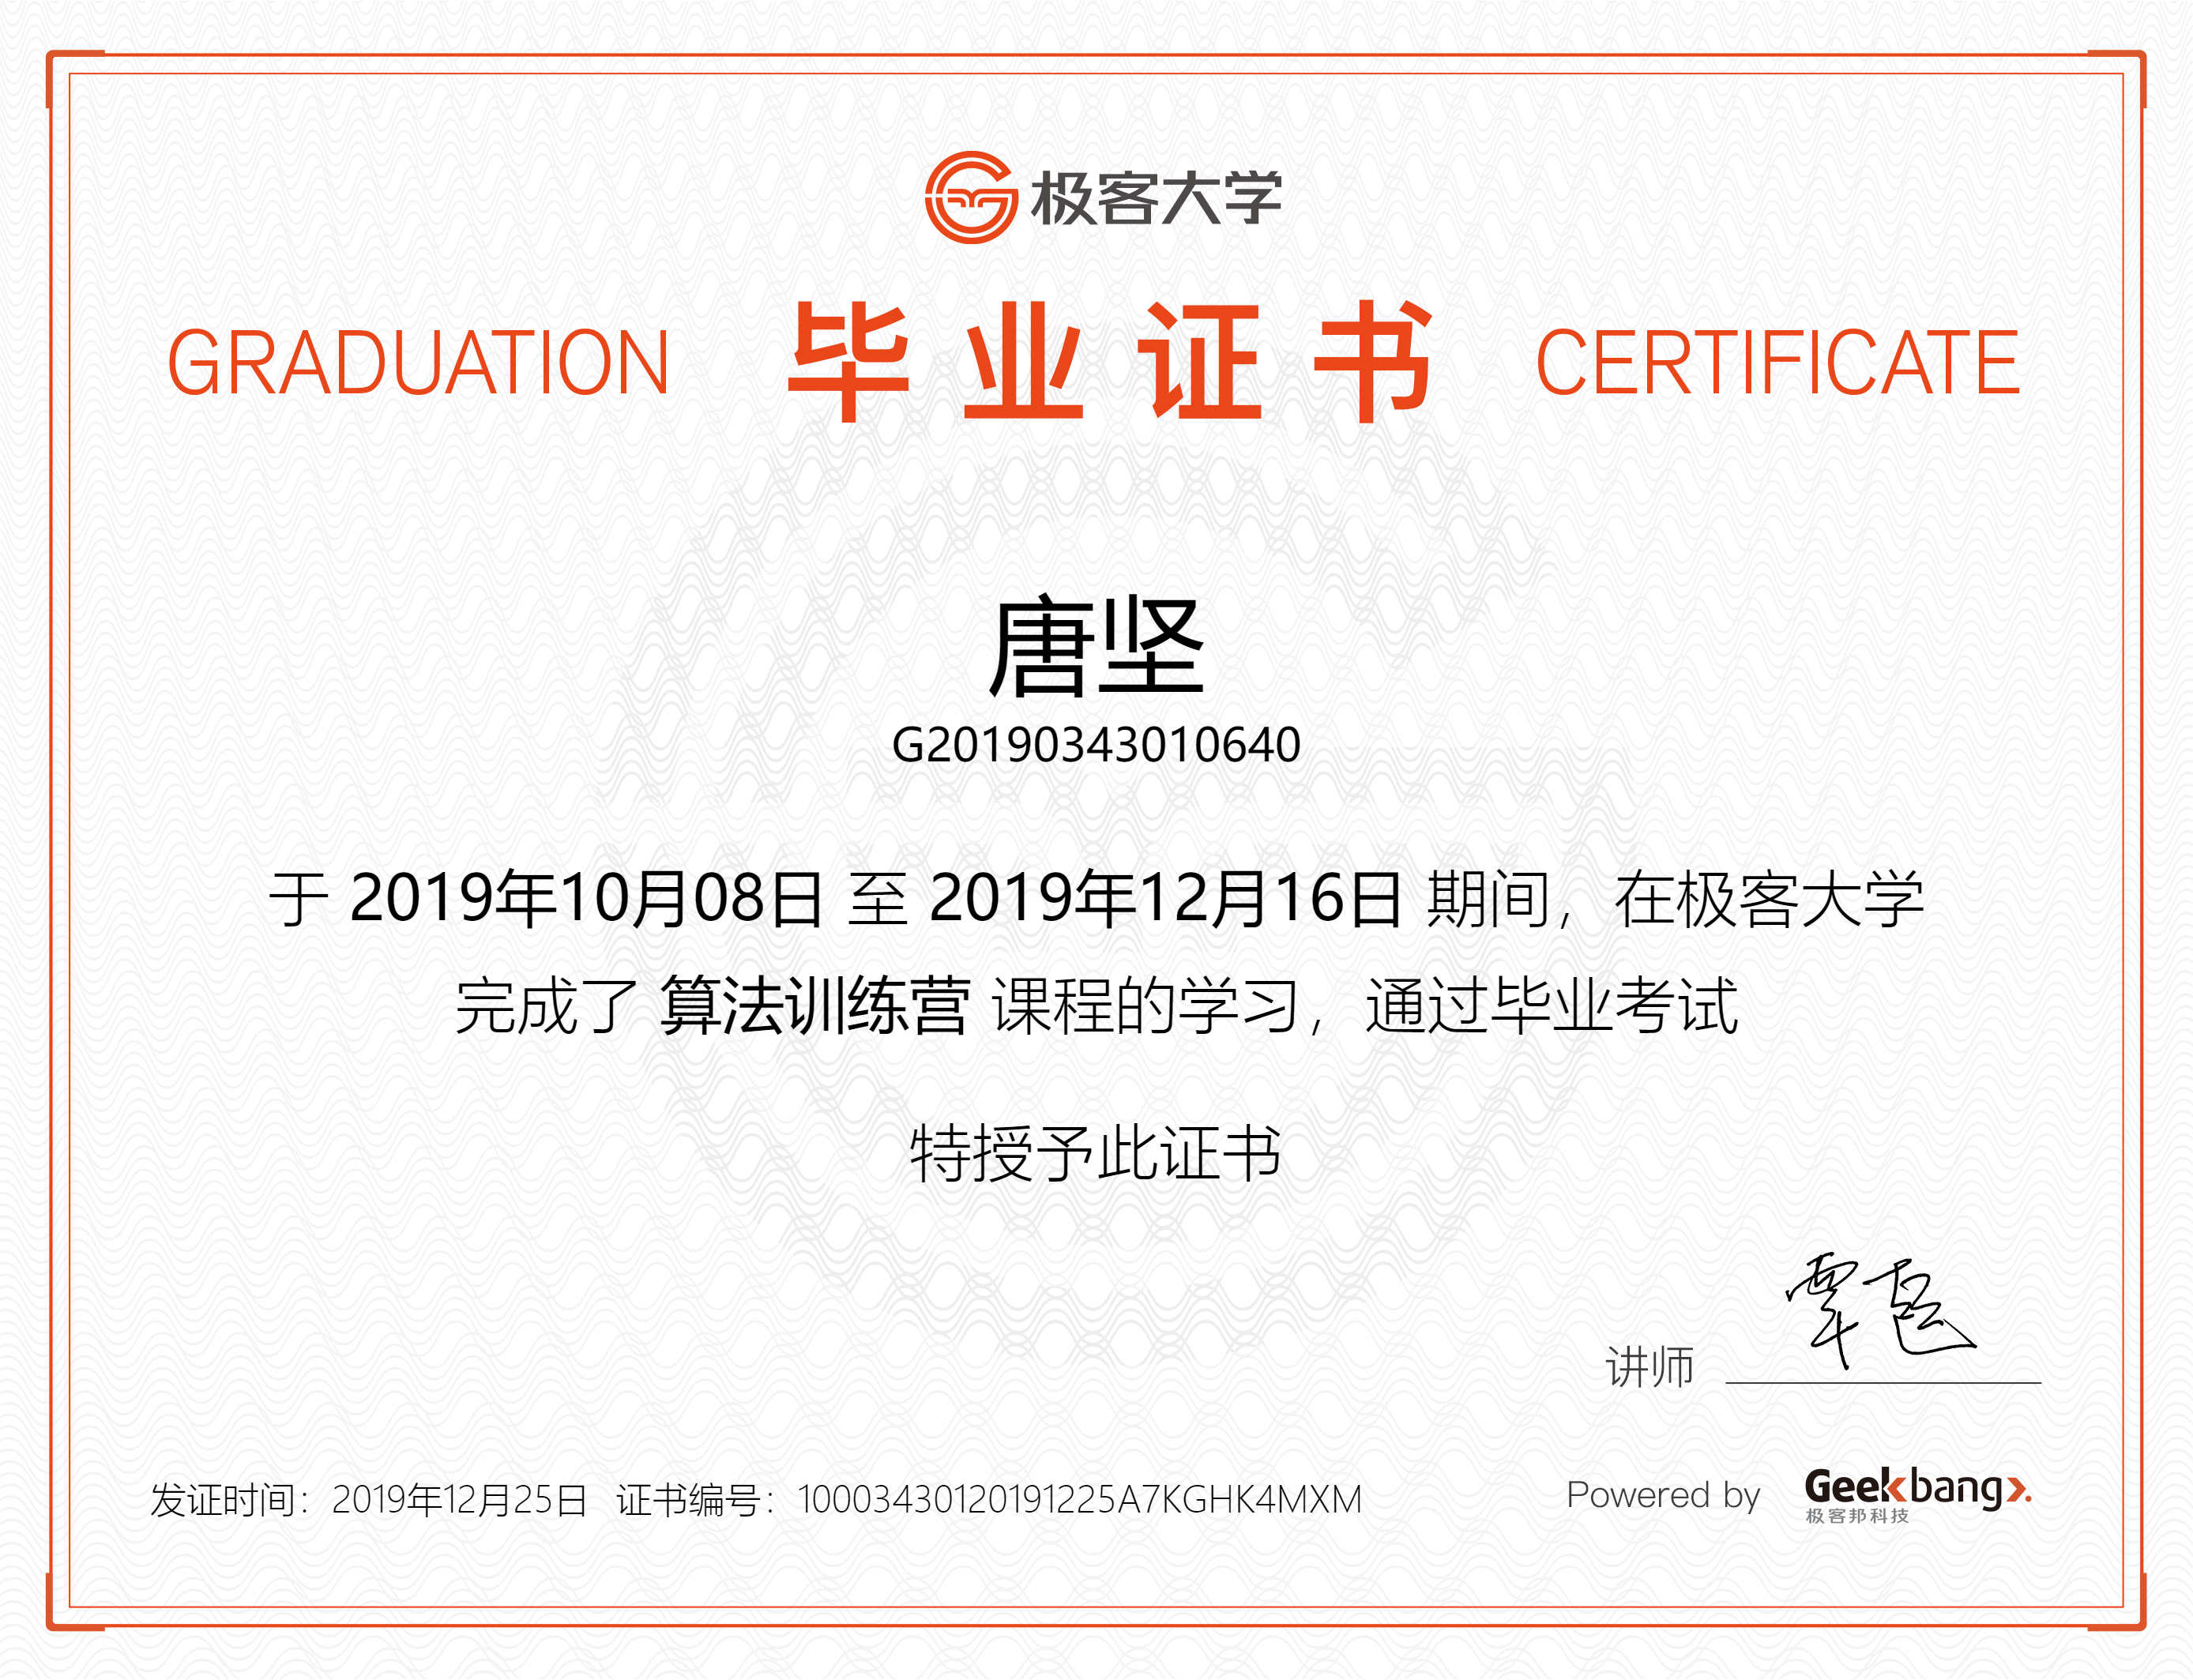 极客大学
GRADUATION 毕业证书 CERTIFICATE
唐坚
G20190343010640
于 2019年10月08日 至 2019年12月16日 期间，在极客大学
完成了 算法训练营 课程的学习，通过毕业考试
特授予此证书
讲师 覃超
发证时间：2019年12月25日 证书编号：10003430120191225A7KGHK4MXM
Powered by Geekbang>.
极客邦科技